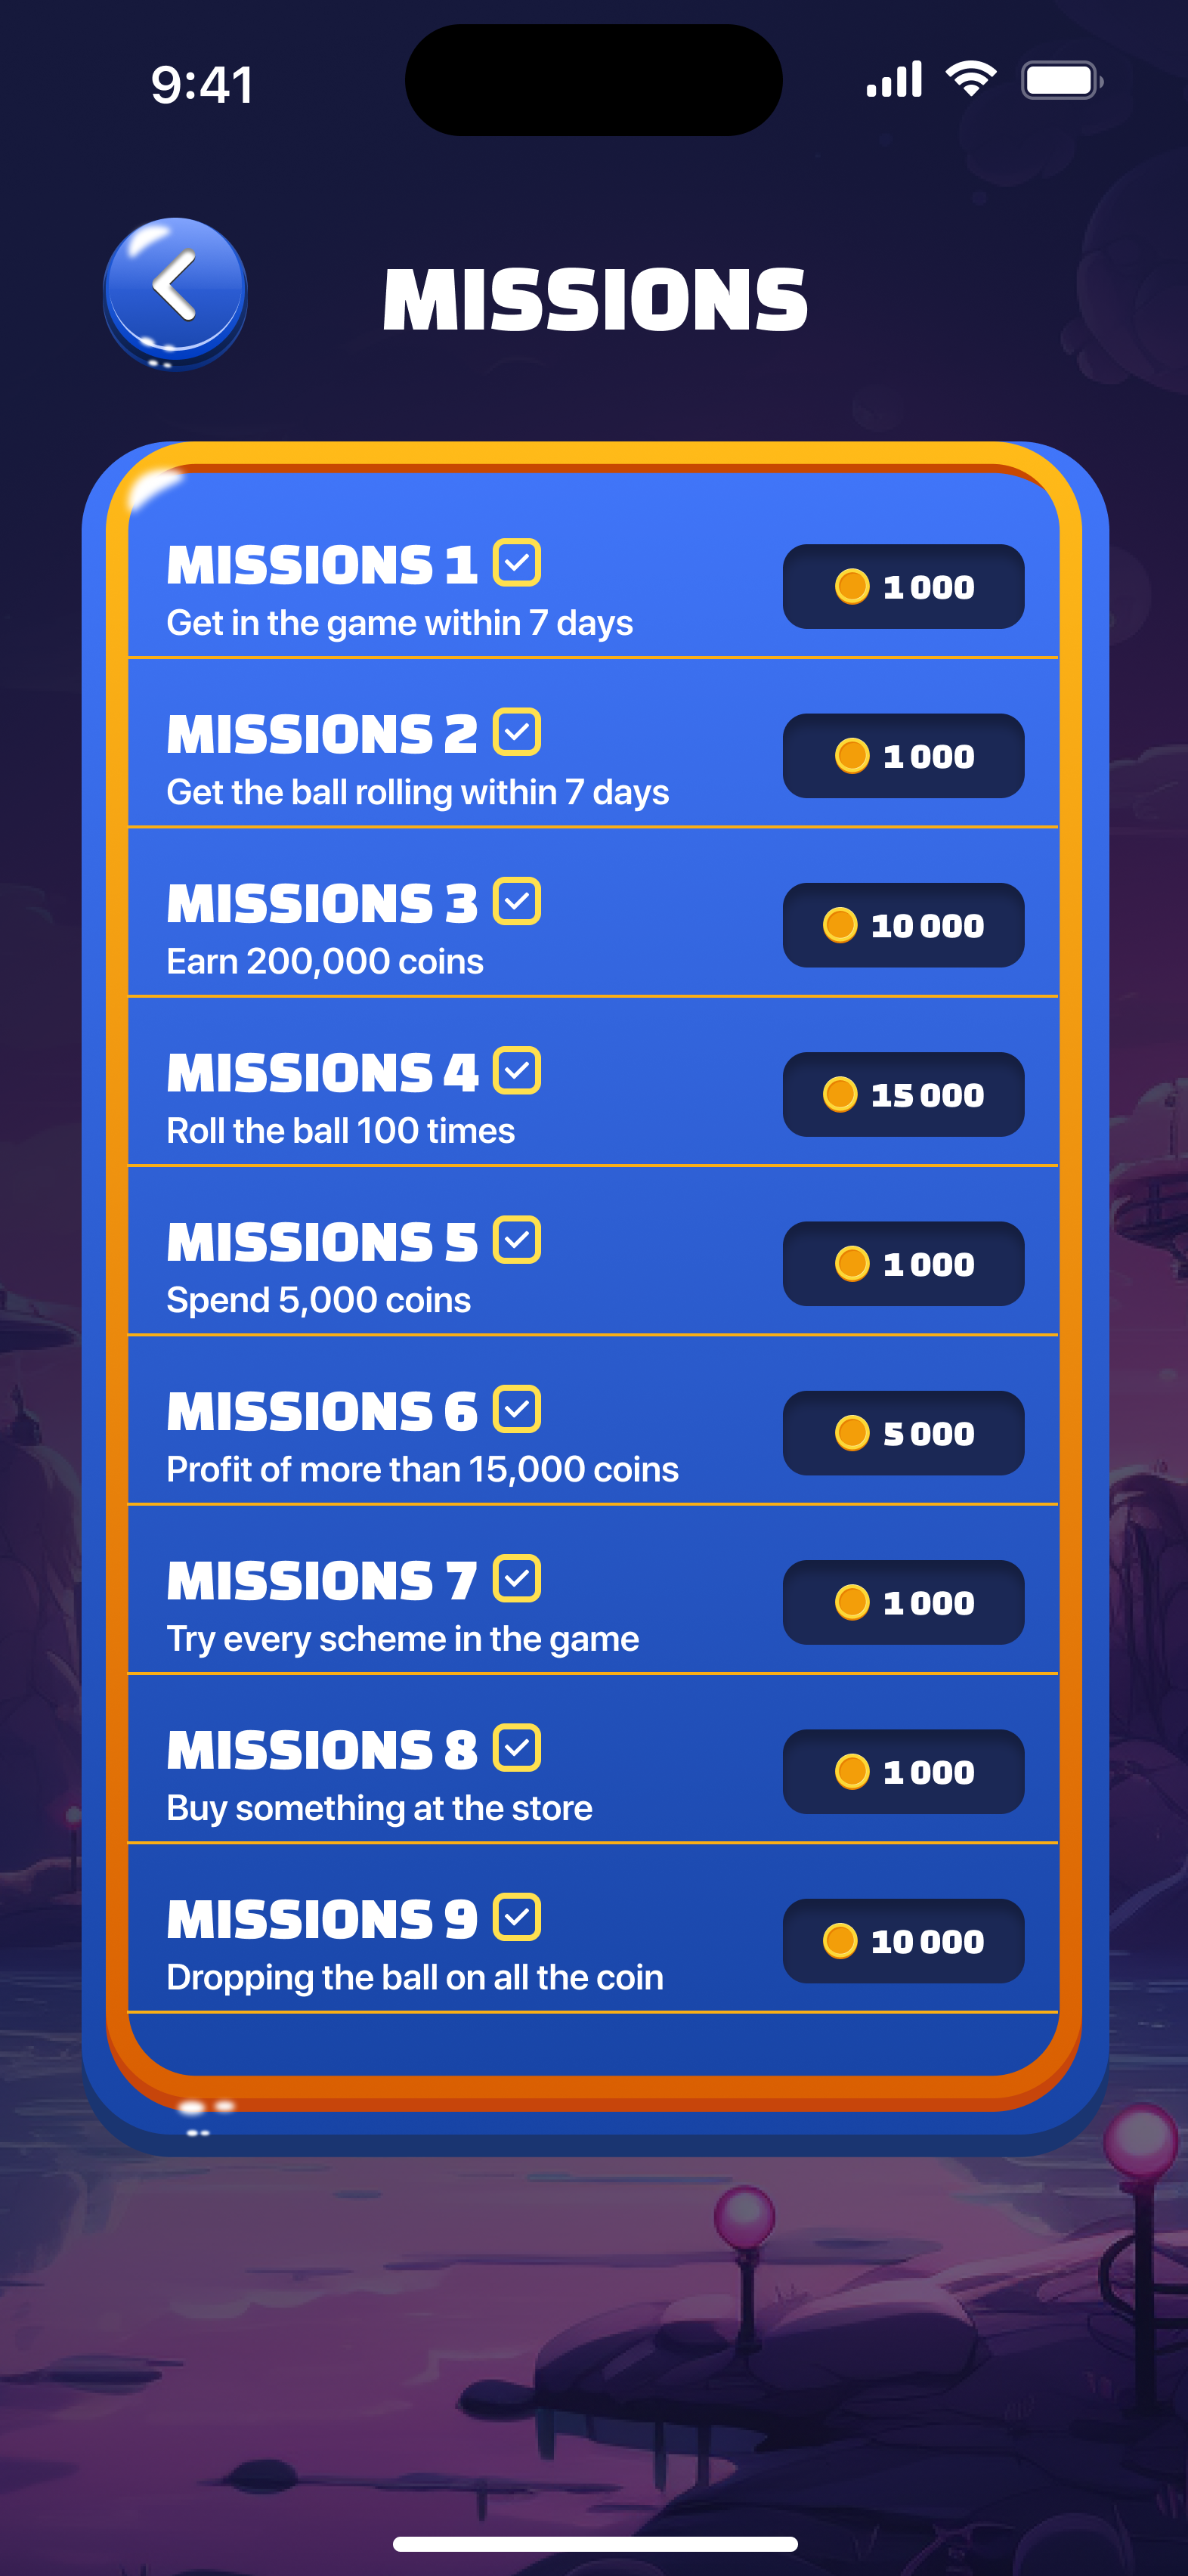 9:41
MISSIONS
MISSIONS 1
Get in the game within 7 days
1 000
MISSIONS 2
Get the ball rolling within 7 days
1 000
MISSIONS 3
Earn 200,000 coins
10 000
MISSIONS 4
Roll the ball 100 times
15 000
MISSIONS 5
Spend 5,000 coins
1 000
MISSIONS 6
Profit of more than 15,000 coins
5 000
MISSIONS 7
Try every scheme in the game
1 000
MISSIONS 8
Buy something at the store
1 000
MISSIONS 9
Dropping the ball on all the coin
10 000